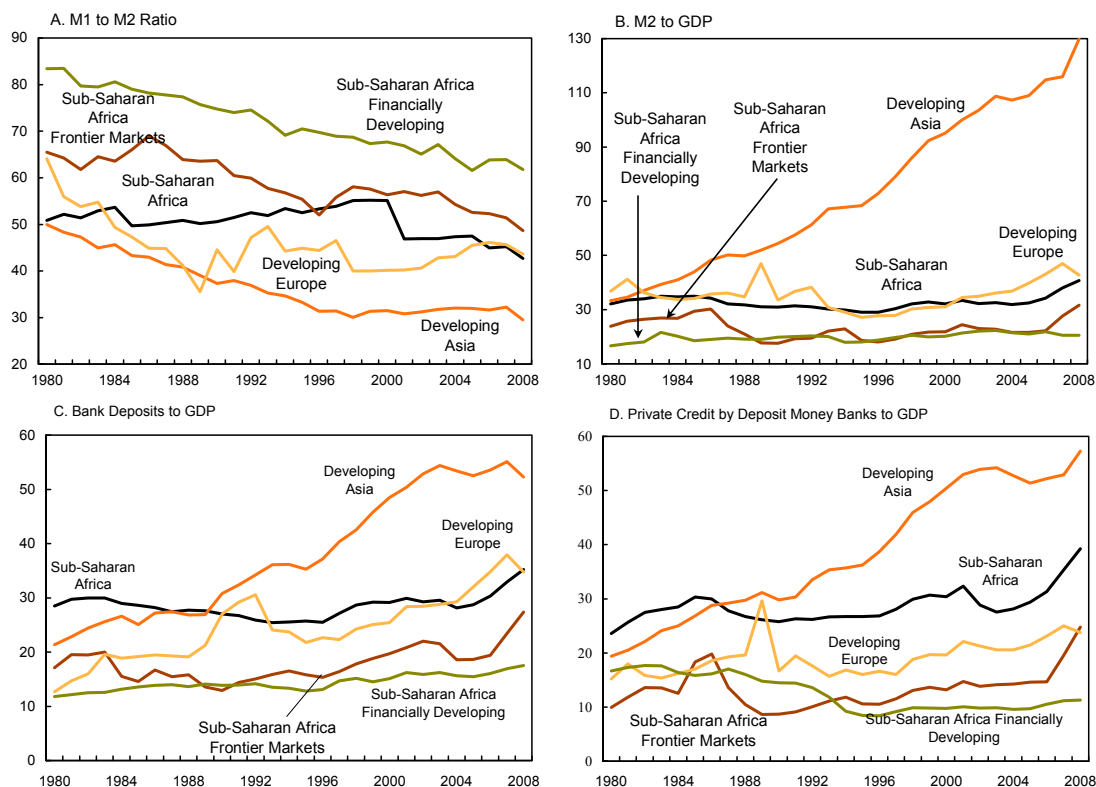 A. M1 to M2 Ratio
90
80
70
60
50
40
30
20
Sub-Saharan
Africa
Frontier Markets
Sub-Saharan Africa
Financially
Developing
Sub-Saharan
Africa
Developing
Europe
Developing
Asia
1980 1984 1988 1992 1996 2000 2004 2008
B. M2 to GDP
130
110
90
70
50
30
10
Sub-Saharan
Africa
Financially
Developing
Sub-Saharan
Africa
Frontier
Markets
Developing
Asia
Developing
Europe
Sub-Saharan
Africa
1980 1984 1988 1992 1996 2000 2004 2008
C. Bank Deposits to GDP
60
50
40
30
20
10
0
Developing
Asia
Developing
Europe
Sub-Saharan
Africa
Sub-Saharan Africa
Financially Developing
Sub-Saharan Africa
Frontier Markets
1980 1984 1988 1992 1996 2000 2004 2008
D. Private Credit by Deposit Money Banks to GDP
60
50
40
30
20
10
0
Developing
Asia
Sub-Saharan
Africa
Developing
Europe
Sub-Saharan Africa
Frontier Markets
Sub-Saharan Africa Financially
Developing
1980 1984 1988 1992 1996 2000 2004 2008